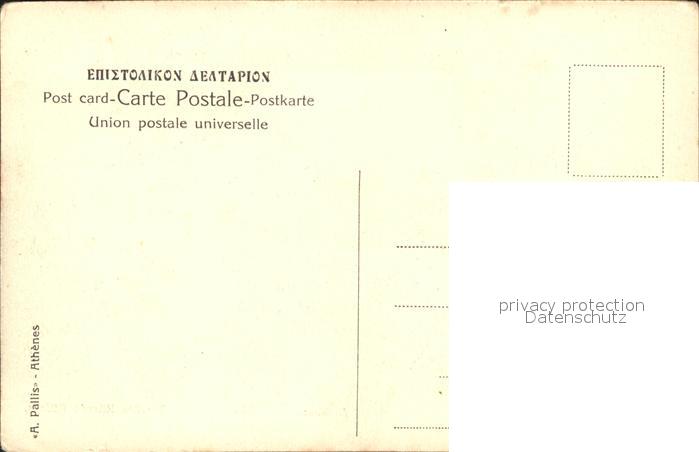 ΕΠΙΣΤΟΛΙΚΟΝ ΔΕΛΤΑΡΙΟΝ
Post card-Carte Postale-Postkarte
Union postale universelle
privacy protection
Datenschutz
«A. Pallis» - Athènes